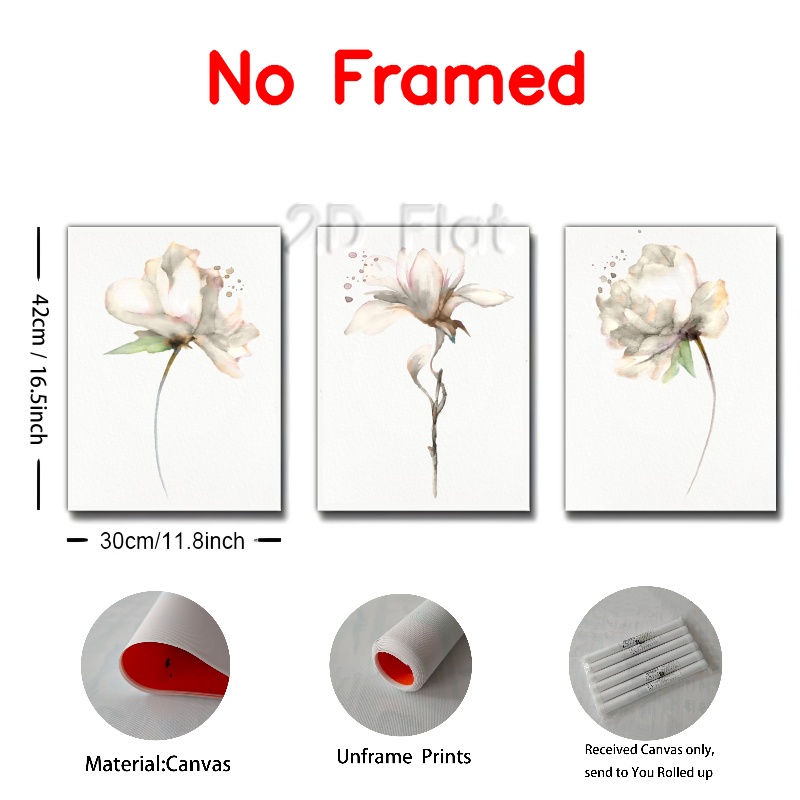 No Framed
2D Flat
42cm / 16.5inch
30cm/11.8inch
Material:Canvas
Unframe Prints
Received Canvas only,
send to You Rolled up